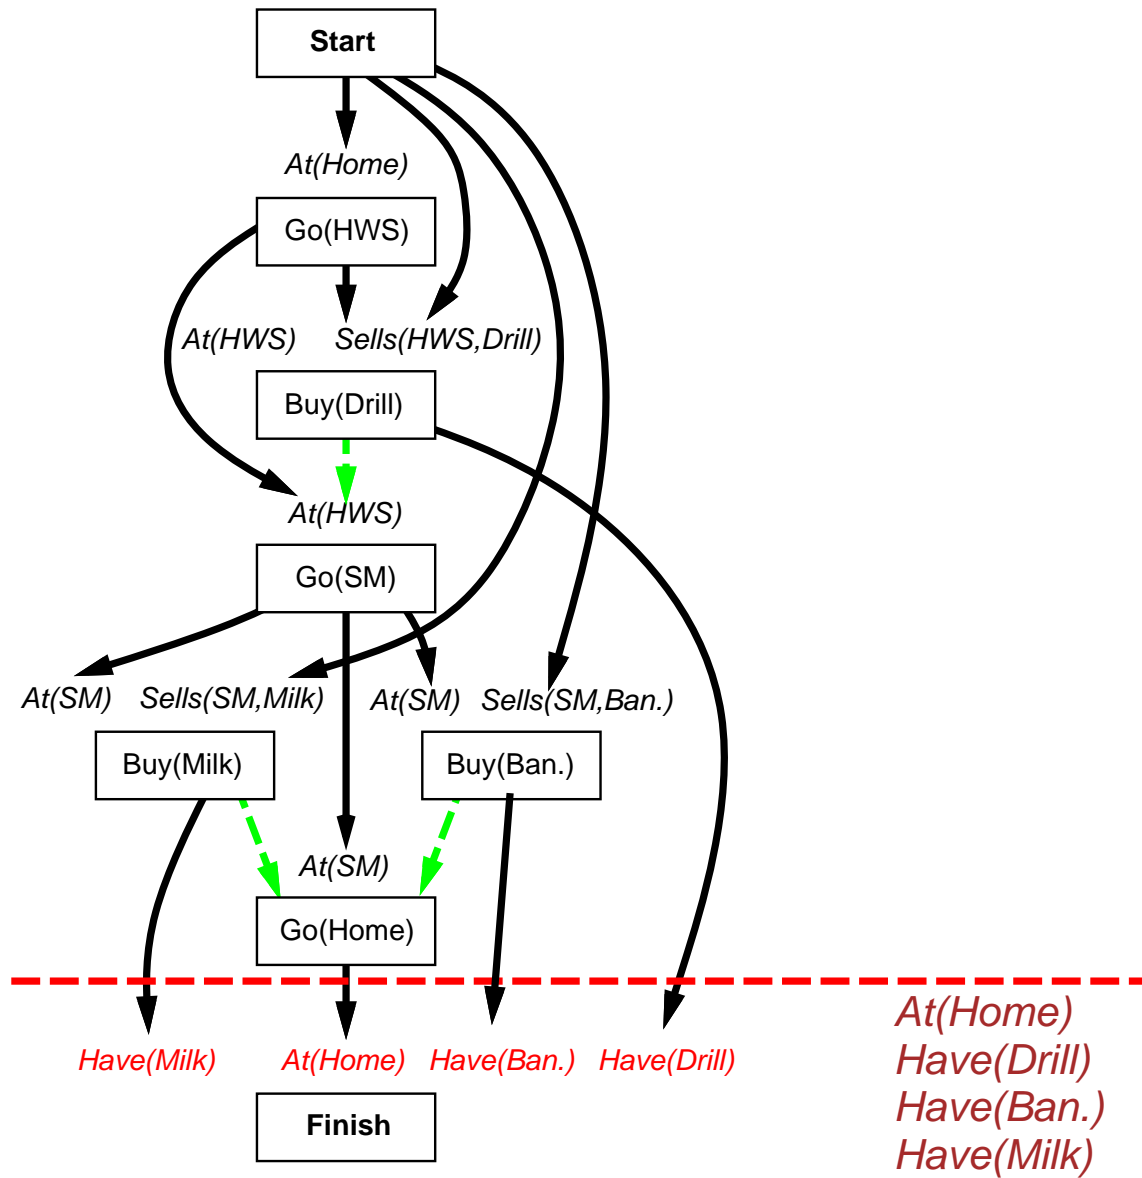 Start
At(Home)
Go(HWS)
At(HWS) Sells(HWS,Drill)
Buy(Drill)
At(HWS)
Go(SM)
At(SM) Sells(SM,Milk) At(SM) Sells(SM,Ban.)
Buy(Milk) Buy(Ban.)
At(SM)
Go(Home)
Have(Milk) At(Home) Have(Ban.) Have(Drill)
Finish
At(Home)
Have(Drill)
Have(Ban.)
Have(Milk)